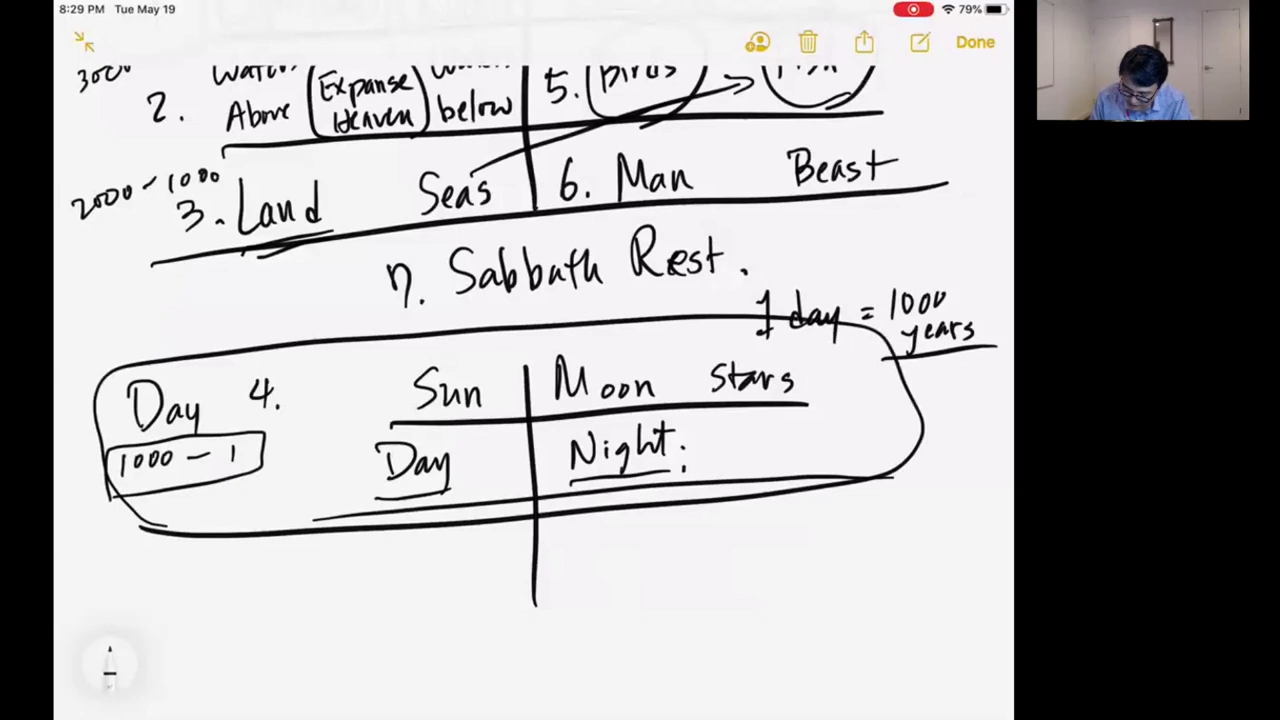 8:29 PM Tue May 19
79%
Done
3000
2. Above Expanse Heaven below 5. Birds
2000 - 1000
3. Land Seas 6. Man Beast
7. Sabbath Rest.
1 day = 1000 years
Day 4. Sun Moon Stars
1000 - 1 Day Night: